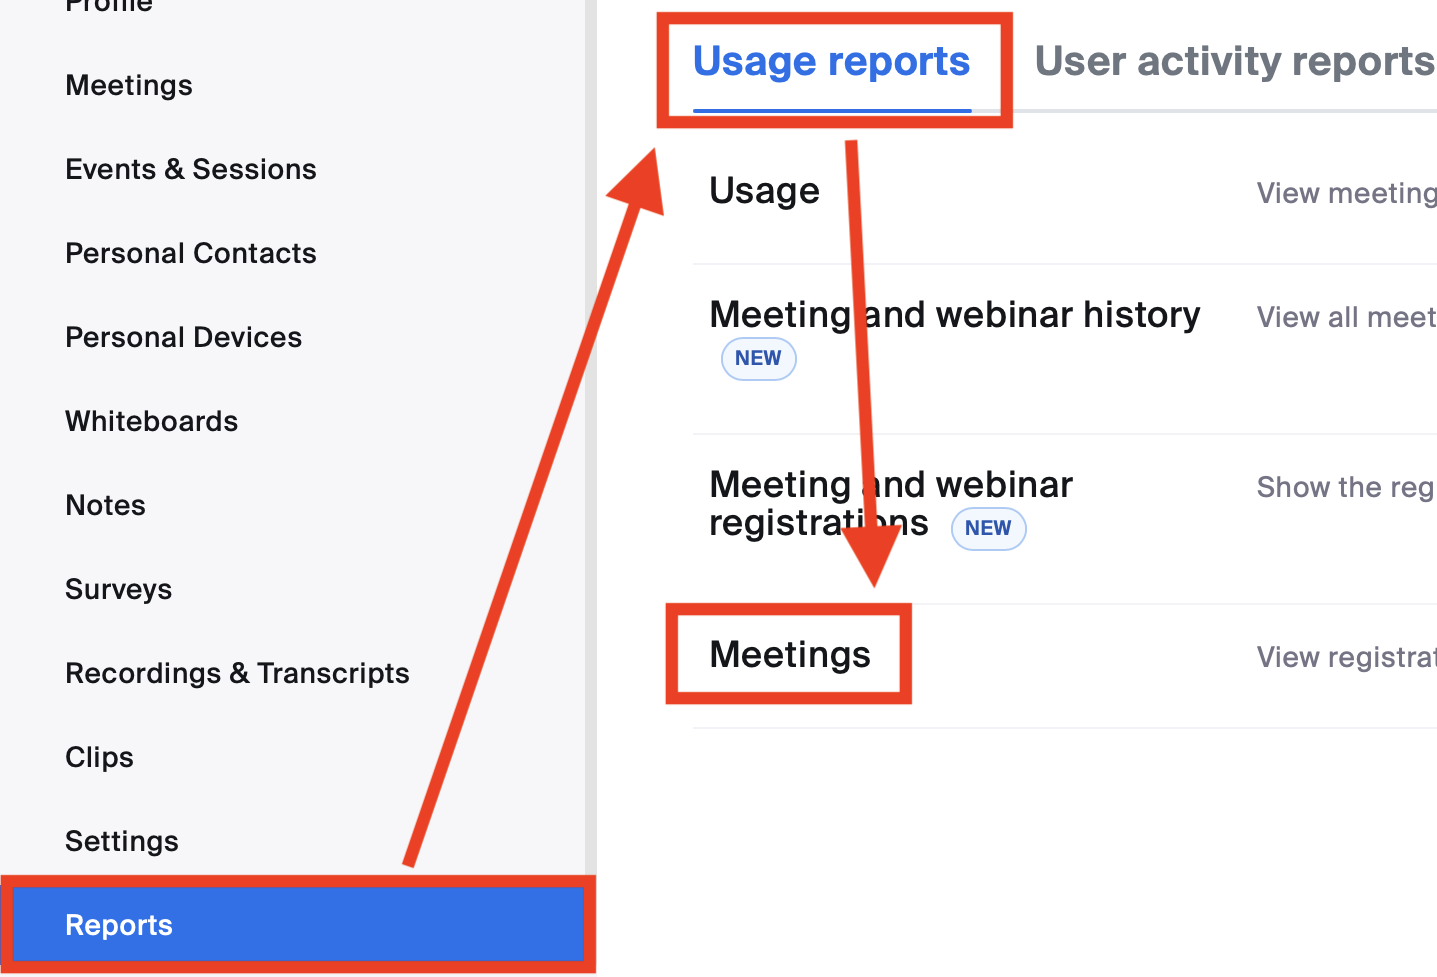 Profile
Meetings
Events & Sessions
Personal Contacts
Personal Devices
Whiteboards
Notes
Surveys
Recordings & Transcripts
Clips
Settings
Reports
Usage reports
User activity reports
Usage
View meeting
Meeting and webinar history
View all meet
NEW
Meeting and webinar
Show the reg
registrations NEW
Meetings
View registrat